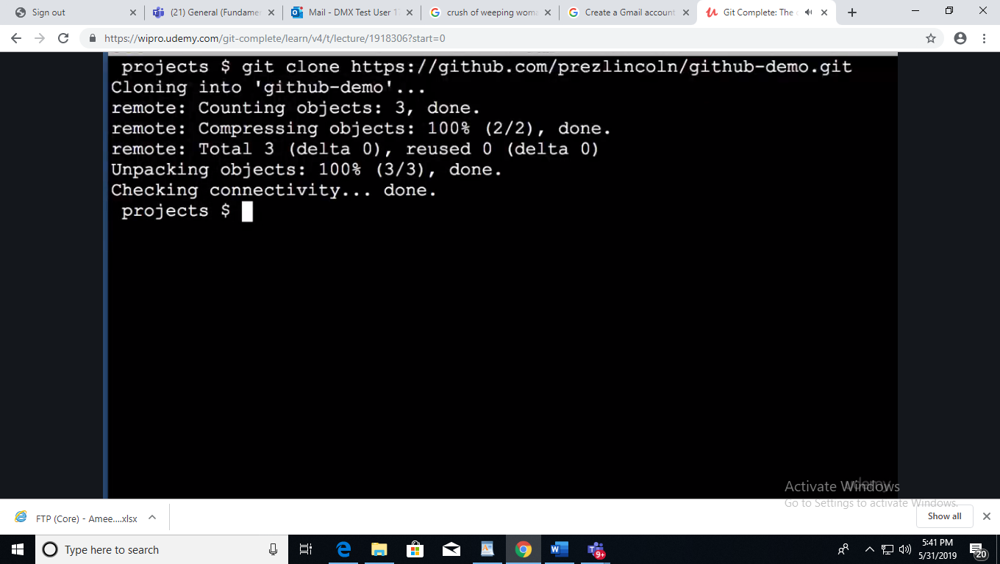 Sign out
(21) General (Fundame
Mail - DMX Test User 1
crush of weeping woma
Create a Gmail account
Git Complete: The
https://wipro.udemy.com/git-complete/learn/v4/t/lecture/1918306?start=0
projects $ git clone https://github.com/prezlincoln/github-demo.git
Cloning into 'github-demo'...
remote: Counting objects: 3, done.
remote: Compressing objects: 100% (2/2), done.
remote: Total 3 (delta 0), reused 0 (delta 0)
Unpacking objects: 100% (3/3), done.
Checking connectivity... done.
projects $
udemy
Activate Windows
Go to Settings to activate Windows.
FTP (Core) - Amee....xlsx
Show all
Type here to search
9+
5:41 PM
5/31/2019
20